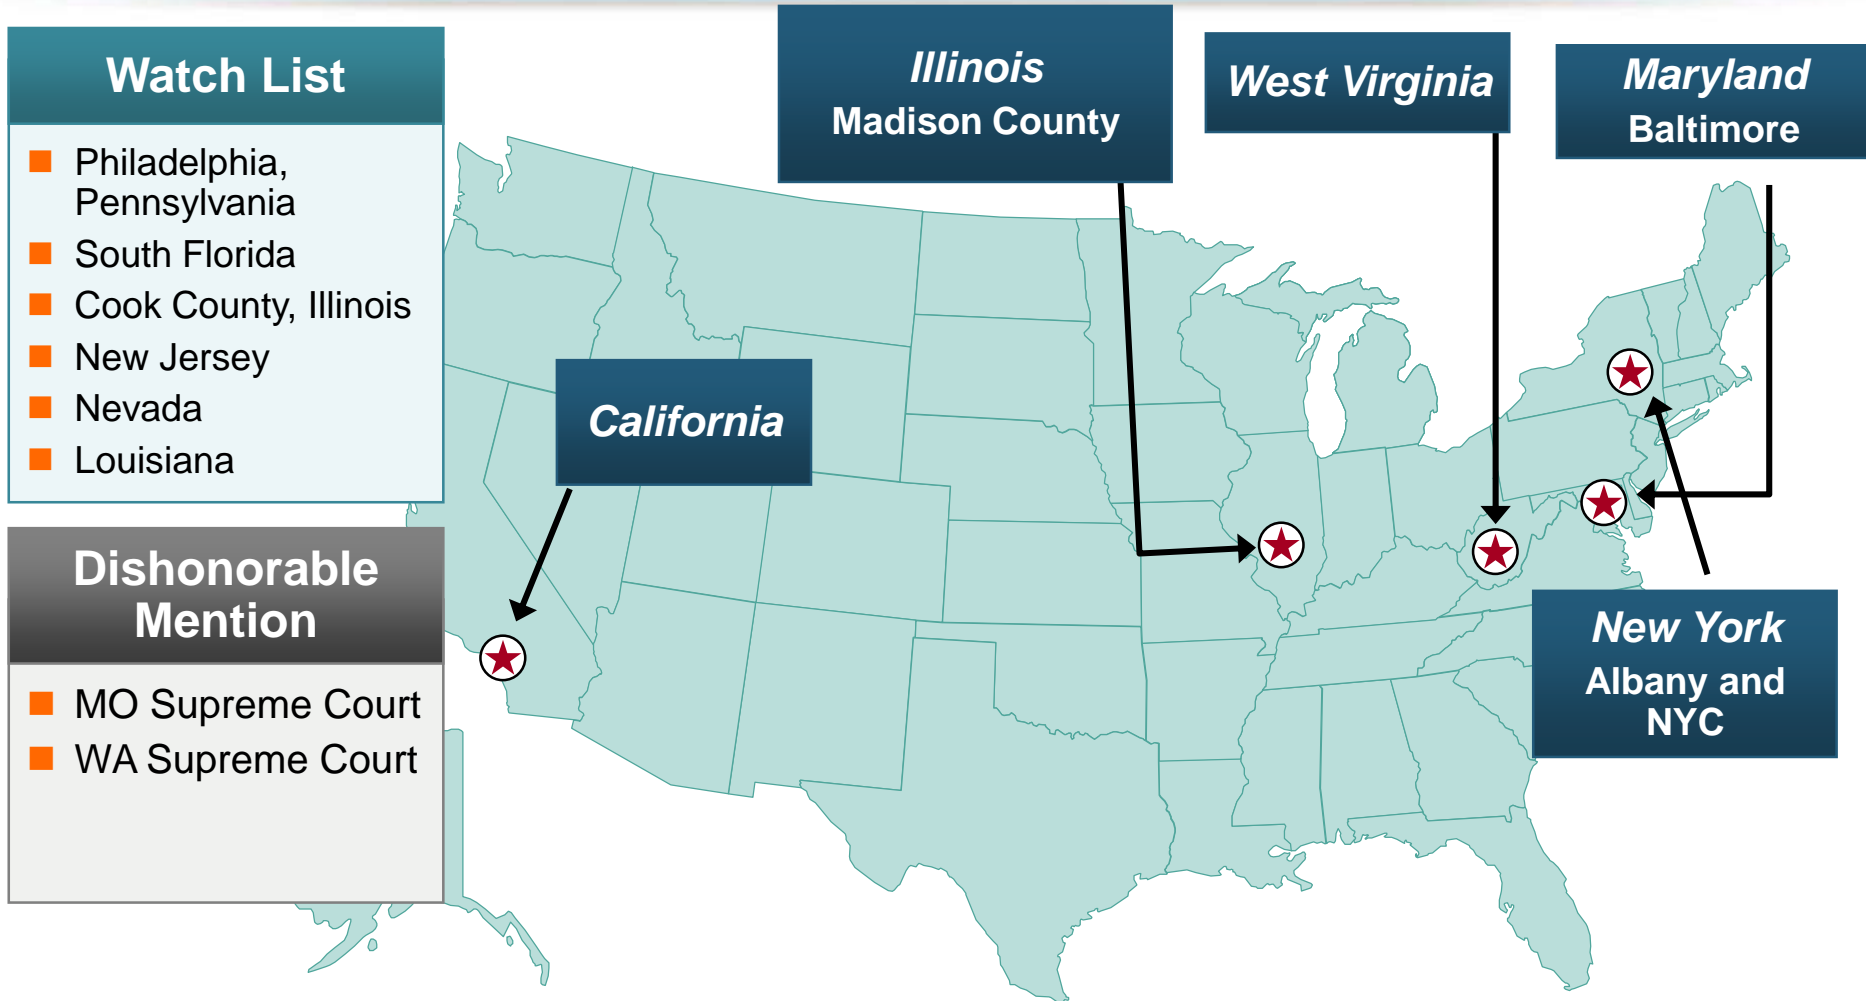 Watch List
Philadelphia,
Pennsylvania
South Florida
Cook County, Illinois
New Jersey
Nevada
Louisiana
Dishonorable
Mention
MO Supreme Court
WA Supreme Court
Illinois
Madison County
West Virginia
Maryland
Baltimore
California
New York
Albany and
NYC